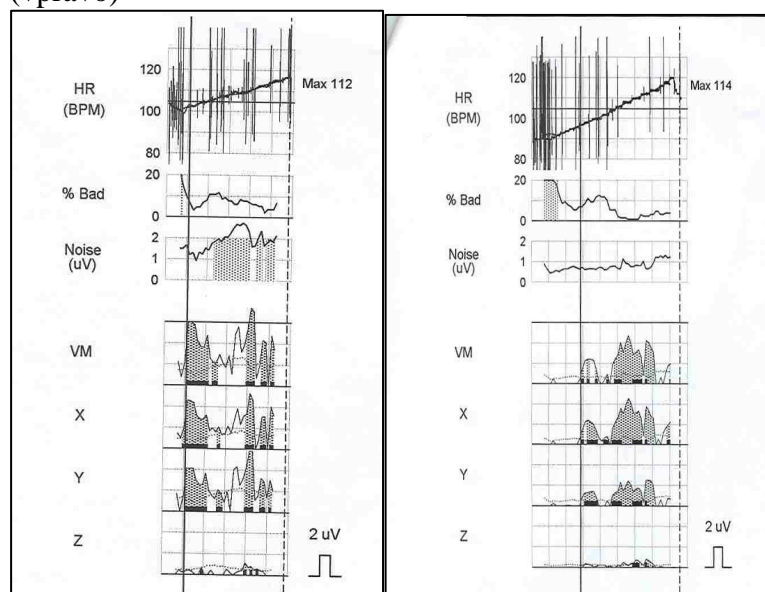 (vpravo)
120
HR
Max 112
(BPM)
100
80
20
% Bad
0
2
Noise
1
(uV)
0
VM
X
Y
2 uV
Z
120
HR
Max 114
(BPM)
100
80
20
% Bad
0
2
Noise
1
(uV)
0
VM
X
Y
2 uV
Z